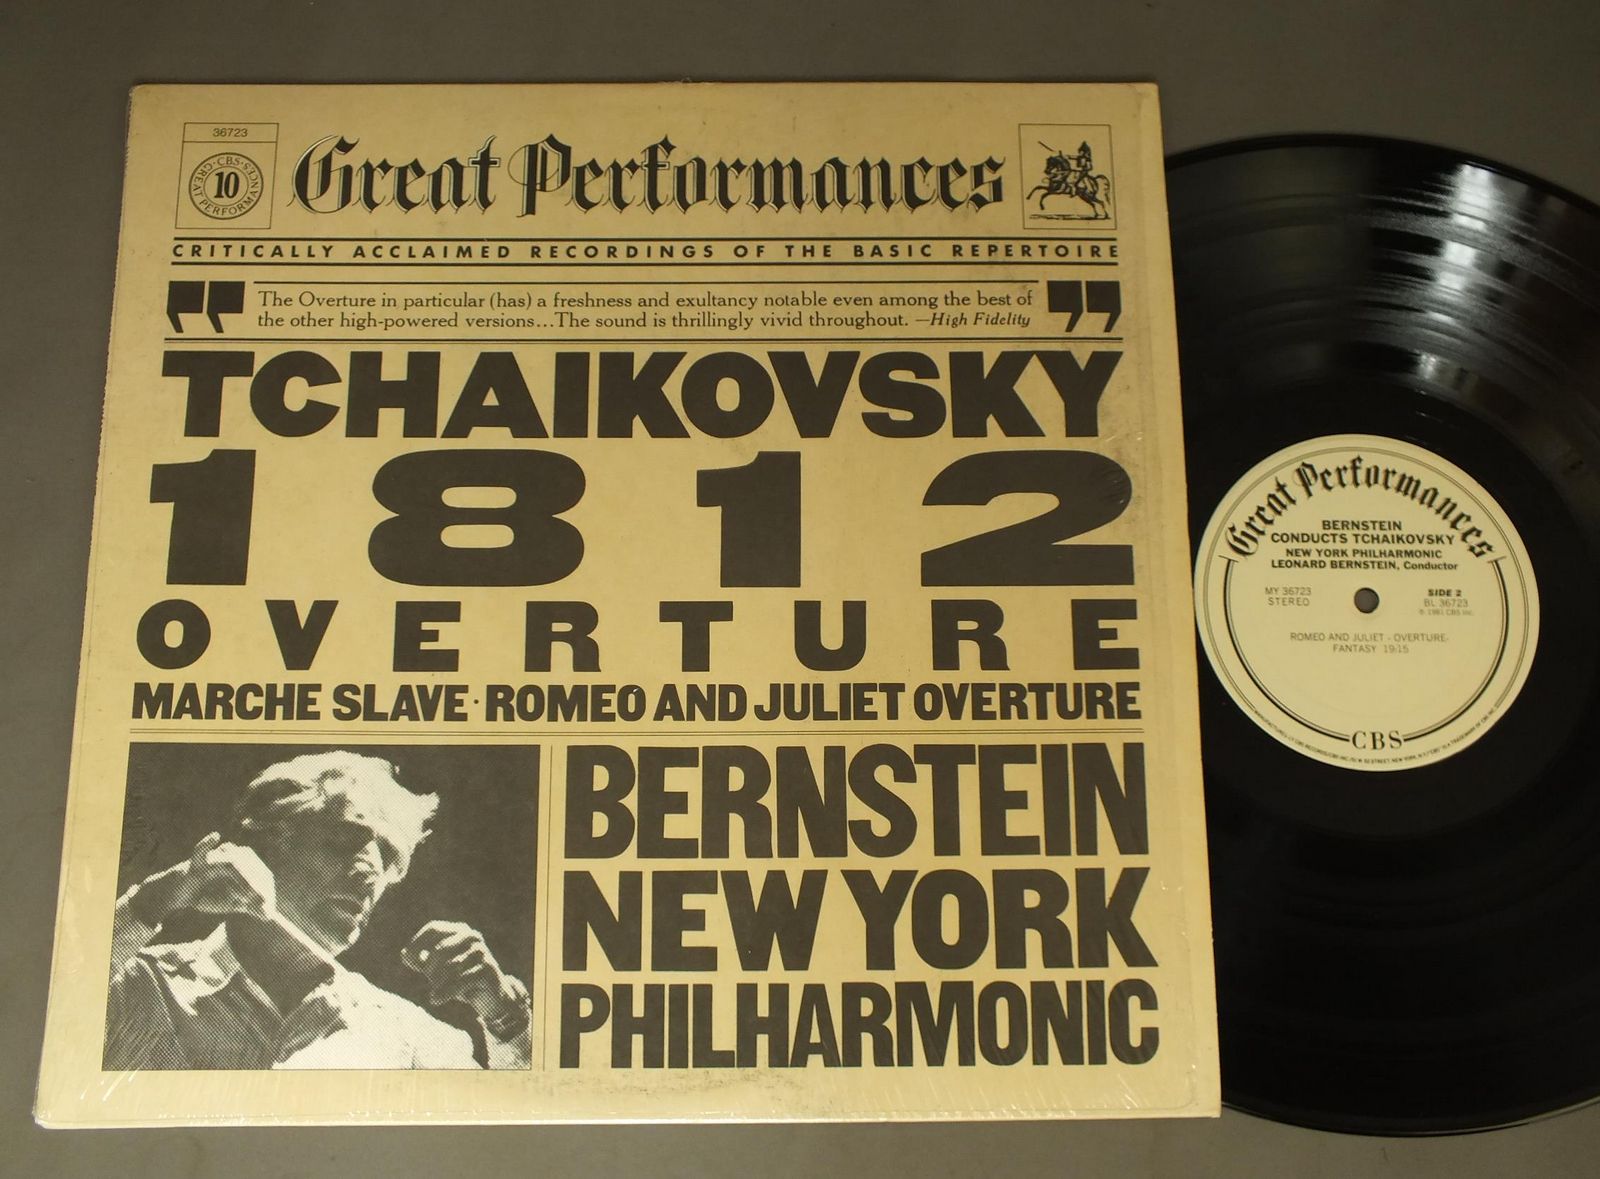 36723
·CBS· GREAT PERFORMANCES
10
Great Performances
CRITICALLY ACCLAIMED RECORDINGS OF THE BASIC REPERTOIRE
“ The Overture in particular (has) a freshness and exultancy notable even among the best of ”
the other high-powered versions...The sound is thrillingly vivid throughout. —High Fidelity
TCHAIKOVSKY
1812
OVERTURE
MARCHE SLAVE·ROMEO AND JULIET OVERTURE
BERNSTEIN
NEW YORK
PHILHARMONIC
Great Performances
BERNSTEIN
CONDUCTS TCHAIKOVSKY
NEW YORK PHILHARMONIC
LEONARD BERNSTEIN, Conductor
MY 36723
STEREO
SIDE 2
BL 36723
℗ 1981 CBS Inc.
ROMEO AND JULIET - OVERTURE-
FANTASY 19:15
CBS